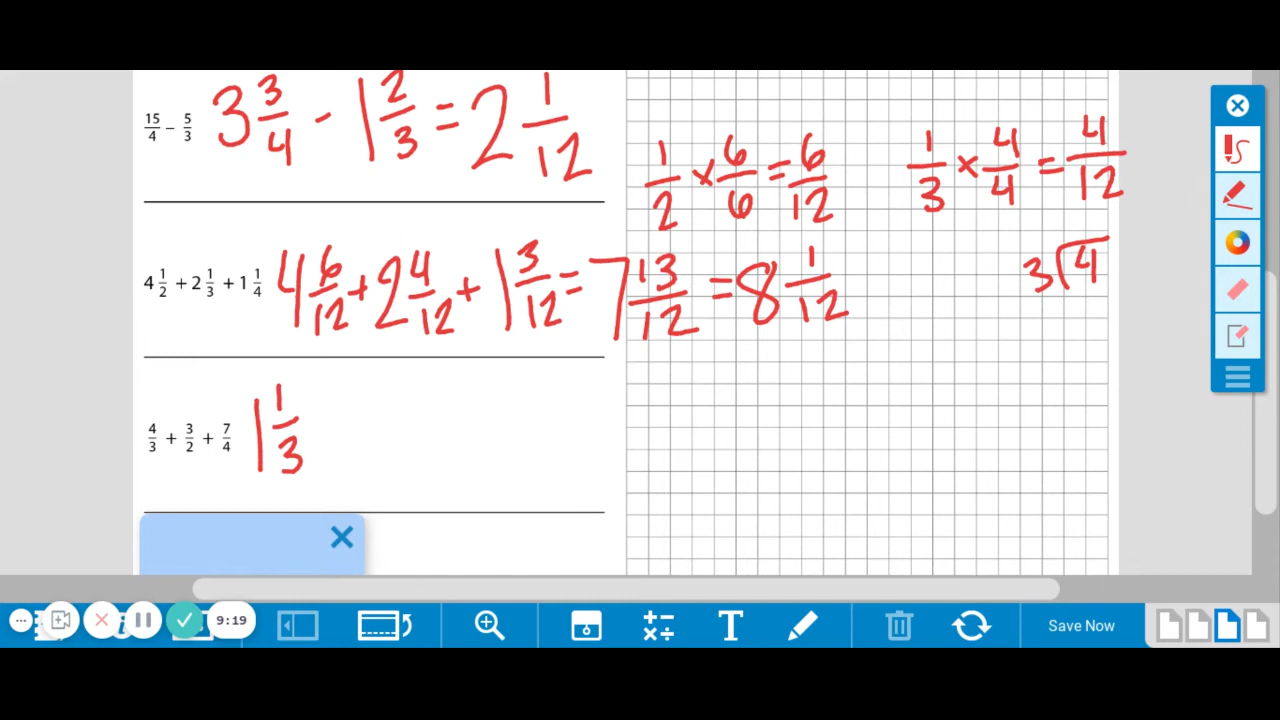 15/4 - 5/3 3 3/4 - 1 2/3 = 2 1/12
1/2 × 6/6 = 6/12
1/3 × 4/4 = 4/12
3√4
4 1/2 + 2 1/3 + 1 1/4 4 6/12 + 2 4/12 + 1 3/12 = 7 13/12 = 8 1/12
4/3 + 3/2 + 7/4 1 1/3
9:19
T
Save Now